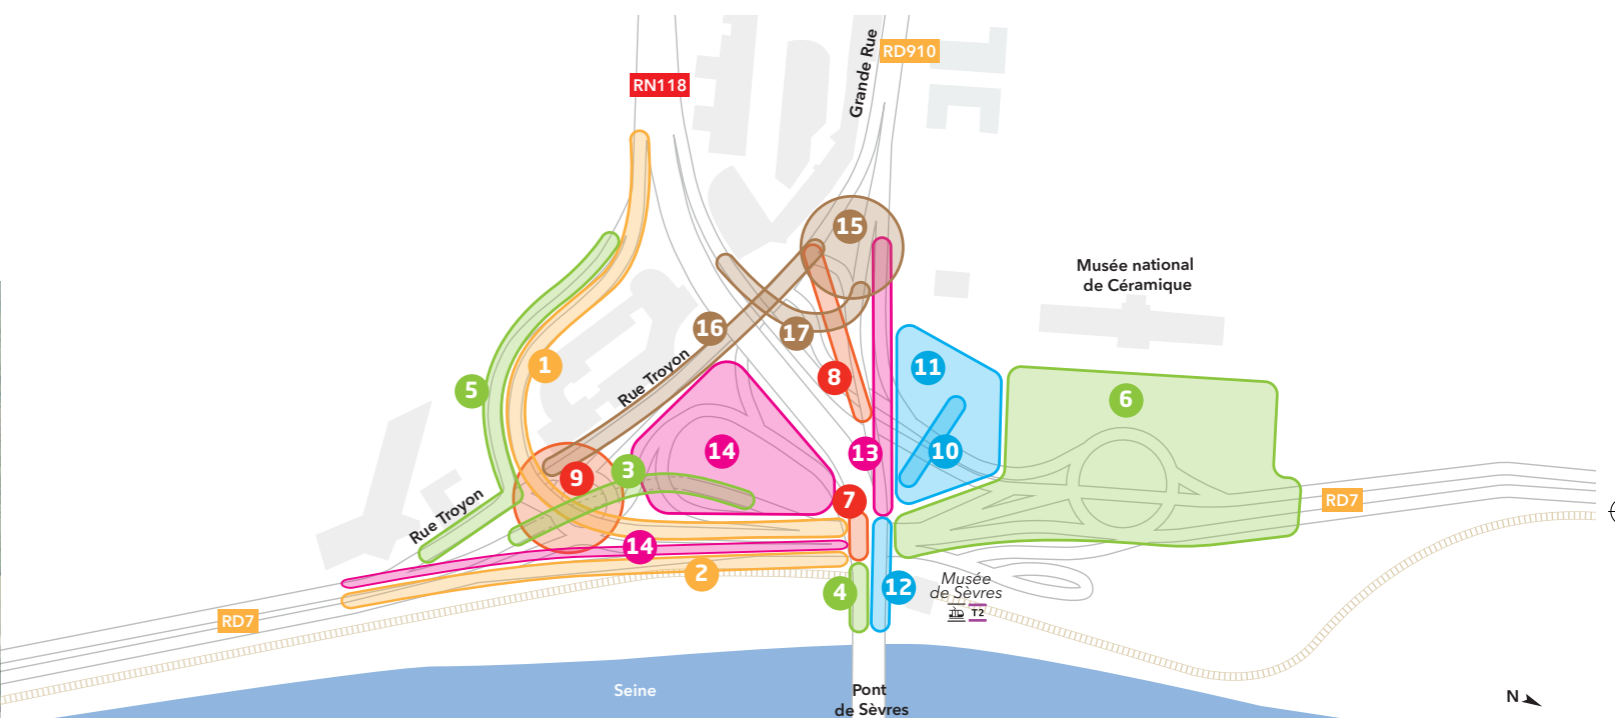 Grande Rue
RD910
RN118
15
Musée national
de Céramique
16
17
11
1
8
5
6
Rue Troyon
14
13
10
3
9
7
RD7
Rue Troyon
14
2
Musée
de Sèvres
T2
4
12
RD7
Seine
Pont
de Sèvres
N